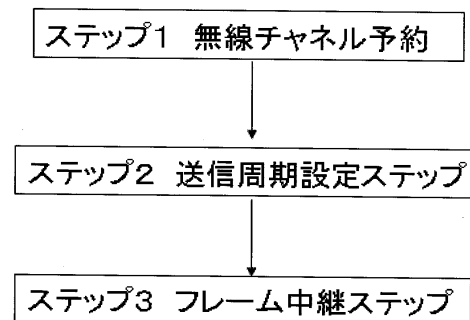 ステップ1 無線チャネル予約
ステップ2 送信周期設定ステップ
ステップ3 フレーム中継ステップ